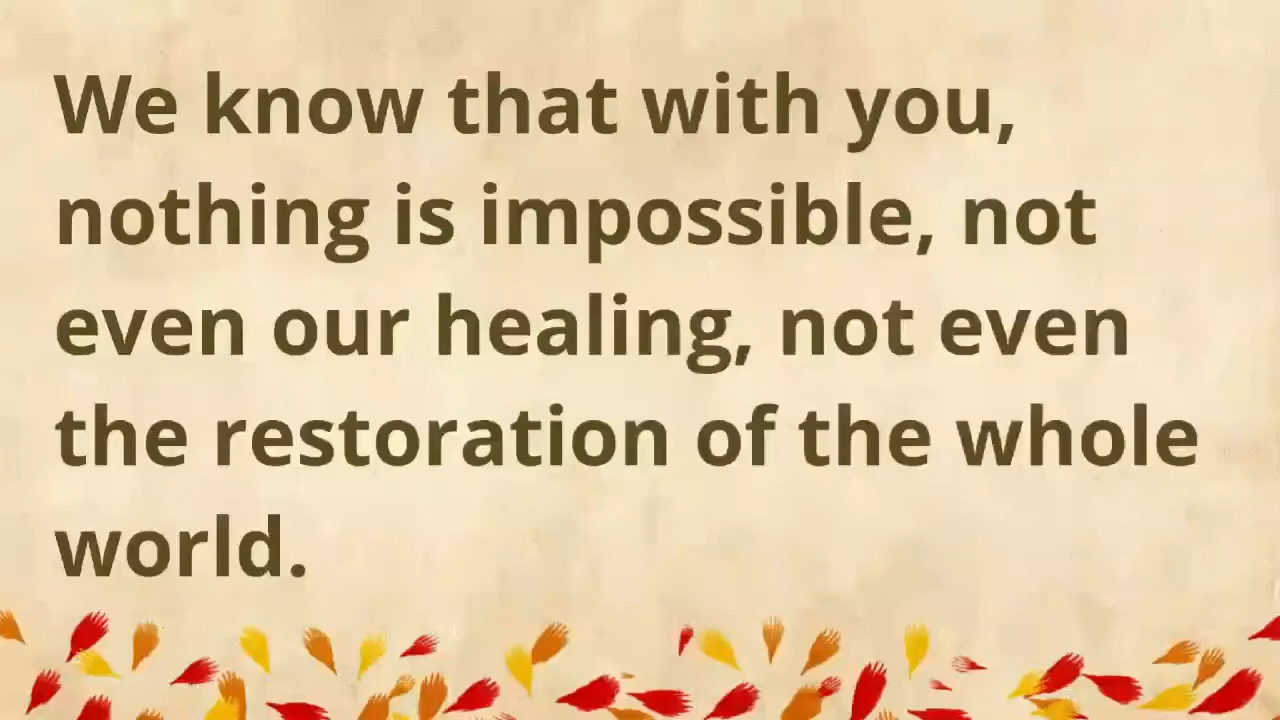 We know that with you,
nothing is impossible, not
even our healing, not even
the restoration of the whole
world.